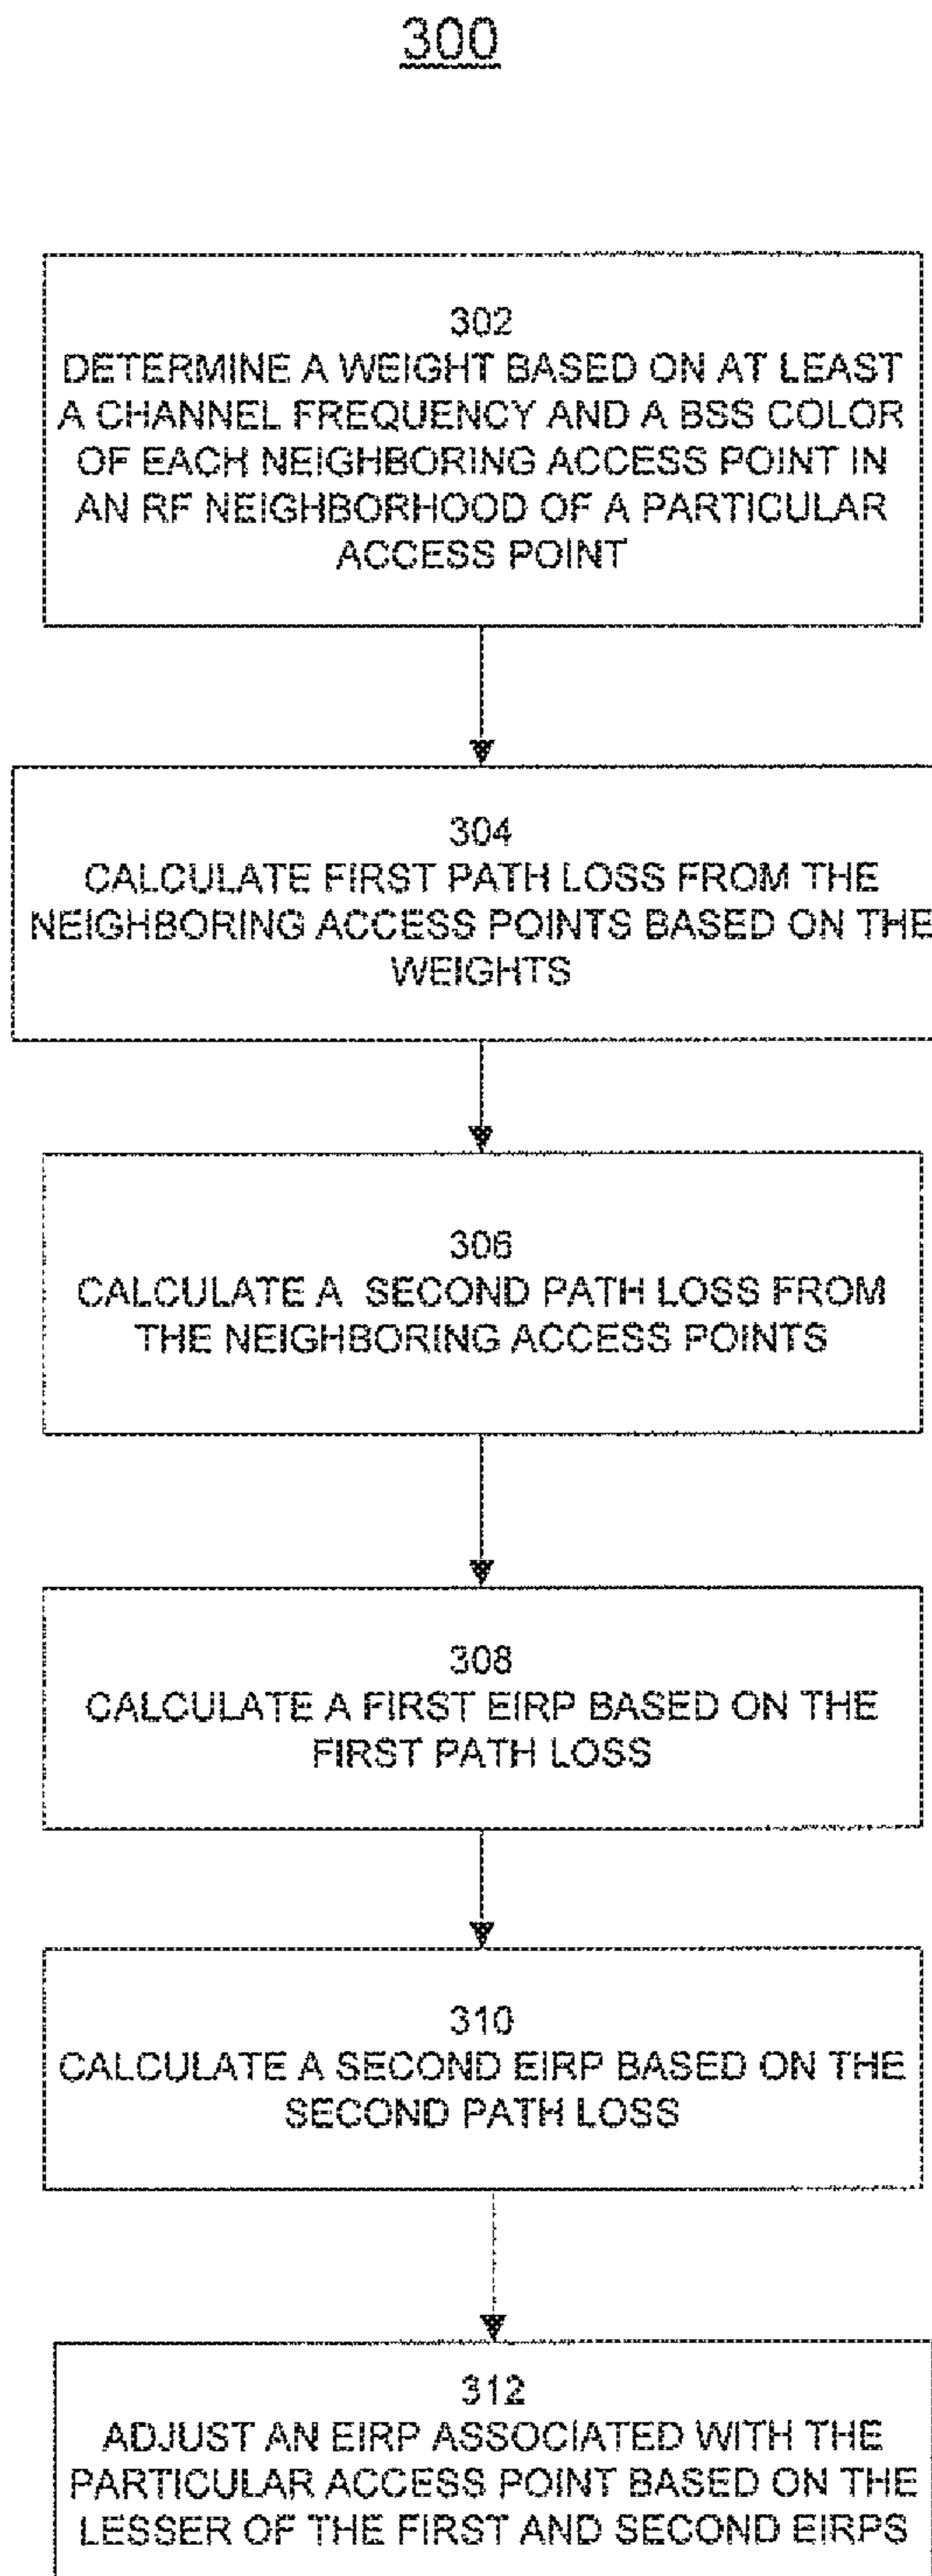 300
302
DETERMINE A WEIGHT BASED ON AT LEAST
A CHANNEL FREQUENCY AND A BSS COLOR
OF EACH NEIGHBORING ACCESS POINT IN
AN RF NEIGHBORHOOD OF A PARTICULAR
ACCESS POINT
304
CALCULATE FIRST PATH LOSS FROM THE
NEIGHBORING ACCESS POINTS BASED ON THE
WEIGHTS
306
CALCULATE A SECOND PATH LOSS FROM
THE NEIGHBORING ACCESS POINTS
308
CALCULATE A FIRST EIRP BASED ON THE
FIRST PATH LOSS
310
CALCULATE A SECOND EIRP BASED ON THE
SECOND PATH LOSS
312
ADJUST AN EIRP ASSOCIATED WITH THE
PARTICULAR ACCESS POINT BASED ON THE
LESSER OF THE FIRST AND SECOND EIRPS